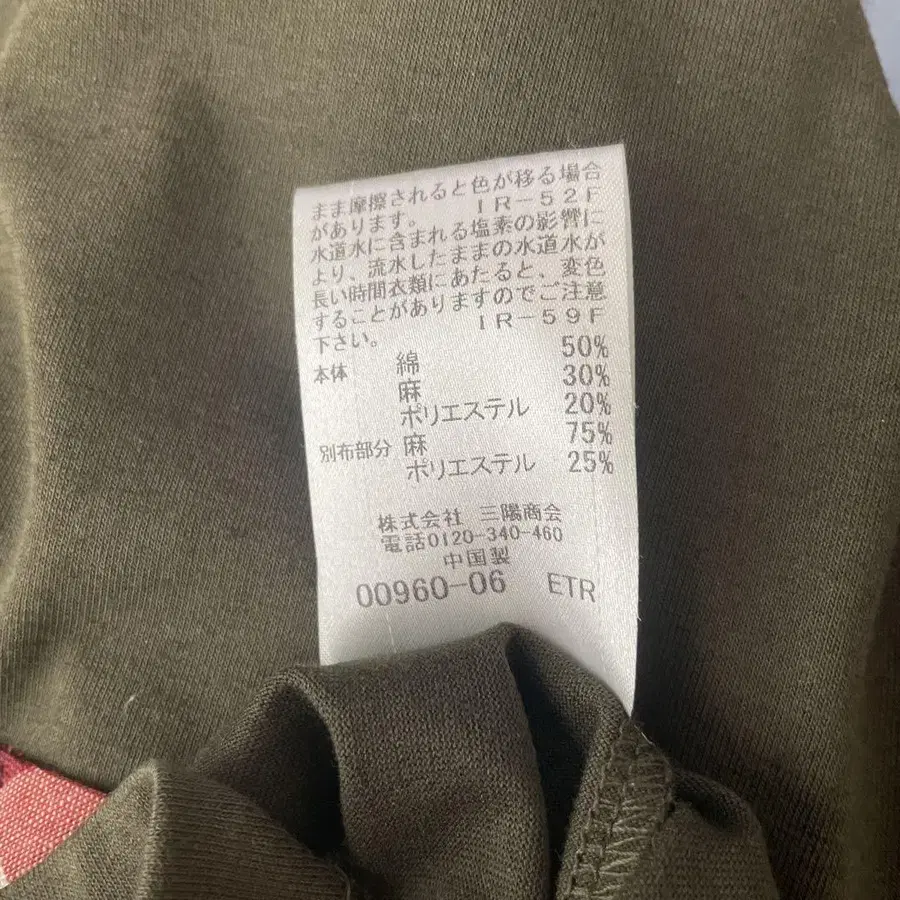 まま摩擦されると色が移る場合
があります。 IR-52F
水道水に含まれる塩素の影響に
より、流水したままの水道水が
長い時間衣類にあたると、変色
することがありますのでご注意
下さい。 IR-59F
本体 綿 50%
麻 30%
ポリエステル 20%
別布部分 麻 75%
ポリエステル 25%
株式会社 三陽商会
電話0120-340-460
中国製
00960-06 ETR